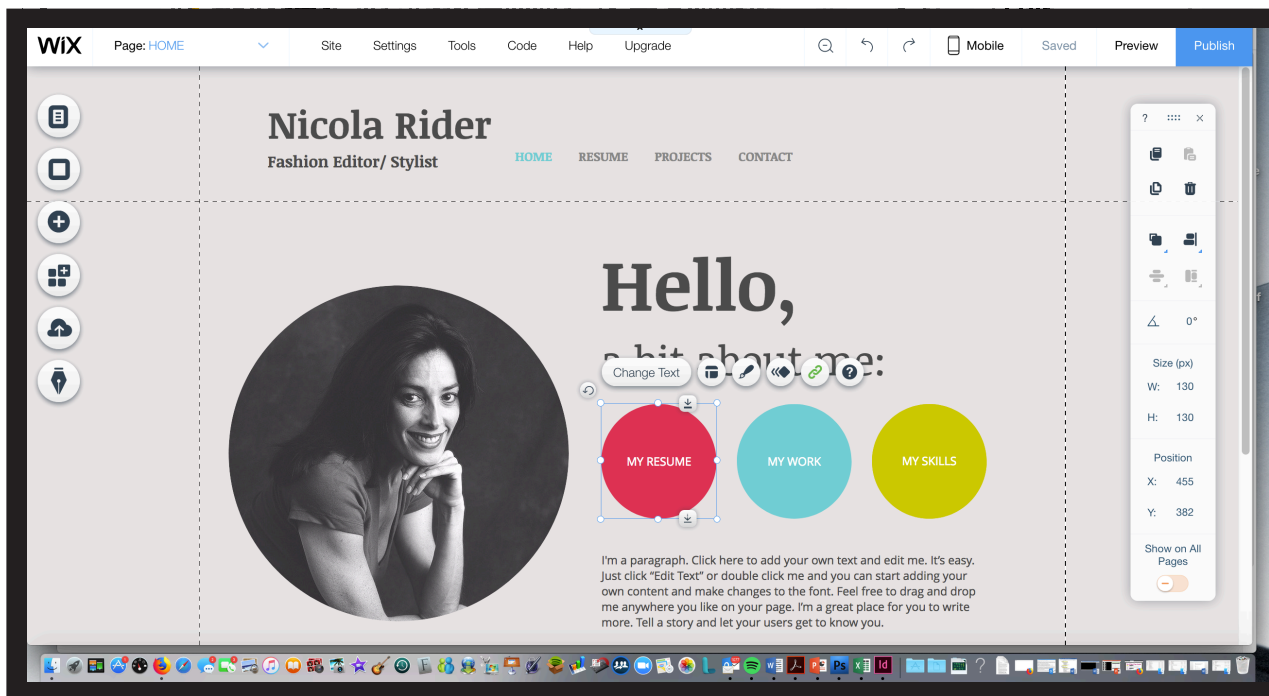 WiX Page: HOME Site Settings Tools Code Help Upgrade Mobile Saved Preview Publish
Nicola Rider
Fashion Editor/ Stylist
HOME RESUME PROJECTS CONTACT
Hello,
a bit about me:
Change Text
MY RESUME MY WORK MY SKILLS
I'm a paragraph. Click here to add your own text and edit me. It's easy.
Just click “Edit Text” or double click me and you can start adding your
own content and make changes to the font. Feel free to drag and drop
me anywhere you like on your page. I'm a great place for you to write
more. Tell a story and let your users get to know you.
?
0°
Size (px)
W: 130
H: 130
Position
X: 455
Y: 382
Show on All
Pages
Ps
Id